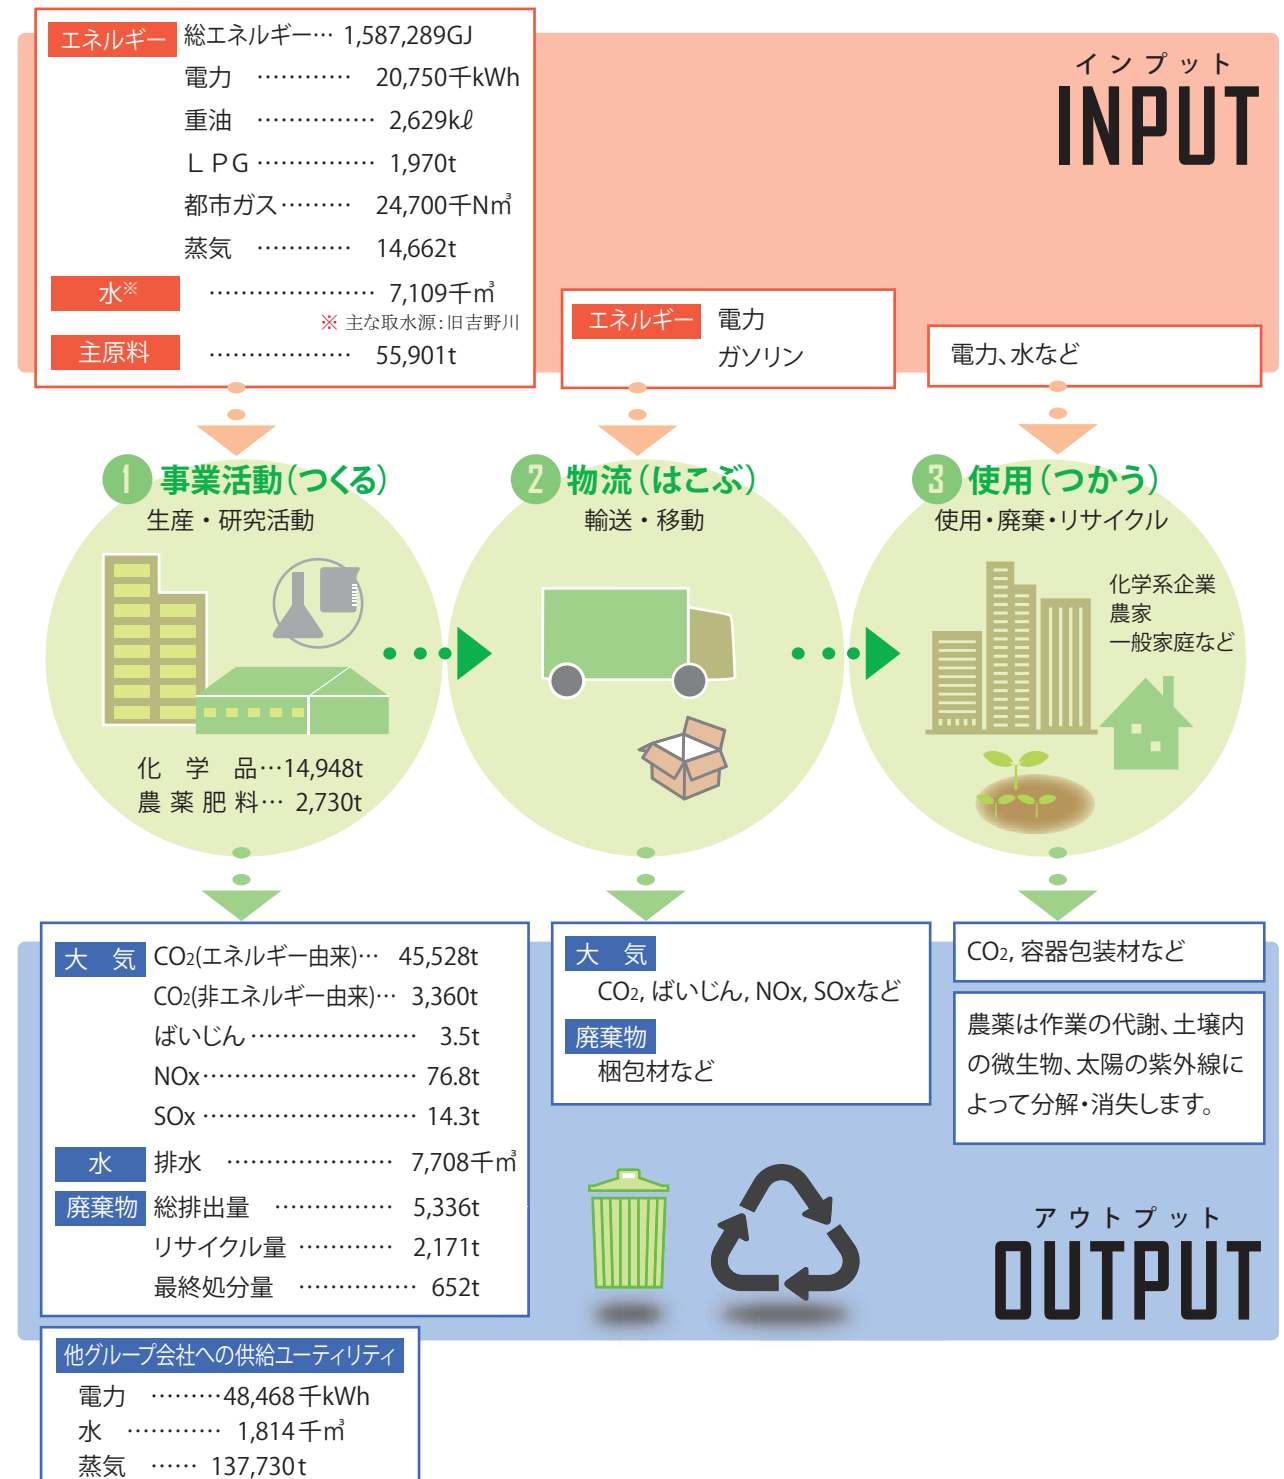 インプット
INPUT
エネルギー 総エネルギー… 1,587,289GJ
電力 ………… 20,750千kWh
重油 …………… 2,629kℓ
ＬＰG …………… 1,970t
都市ガス……… 24,700千N㎥
蒸気 ………… 14,662t
水※ ………………… 7,109千㎥
※ 主な取水源：旧吉野川
主原料 ……………… 55,901t
エネルギー 電力
ガソリン
電力、水など
1 事業活動（つくる）
生産・研究活動
化学品…14,948t
農薬肥料… 2,730t
2 物流（はこぶ）
輸送・移動
3 使用（つかう）
使用・廃棄・リサイクル
化学系企業
農家
一般家庭など
大気 CO2(エネルギー由来)… 45,528t
CO2(非エネルギー由来)… 3,360t
ばいじん………………… 3.5t
NOx……………………… 76.8t
SOx ……………………… 14.3t
水 排水 ………………… 7,708千㎥
廃棄物 総排出量 …………… 5,336t
リサイクル量 ………… 2,171t
最終処分量 …………… 652t
他グループ会社への供給ユーティリティ
電力 ………48,468千kWh
水 ………… 1,814千㎥
蒸気 …… 137,730t
大気
CO2, ばいじん, NOx, SOxなど
廃棄物
梱包材など
CO2, 容器包装材など
農薬は作業の代謝、土壌内
の微生物、太陽の紫外線に
よって分解・消失します。
アウトプット
OUTPUT